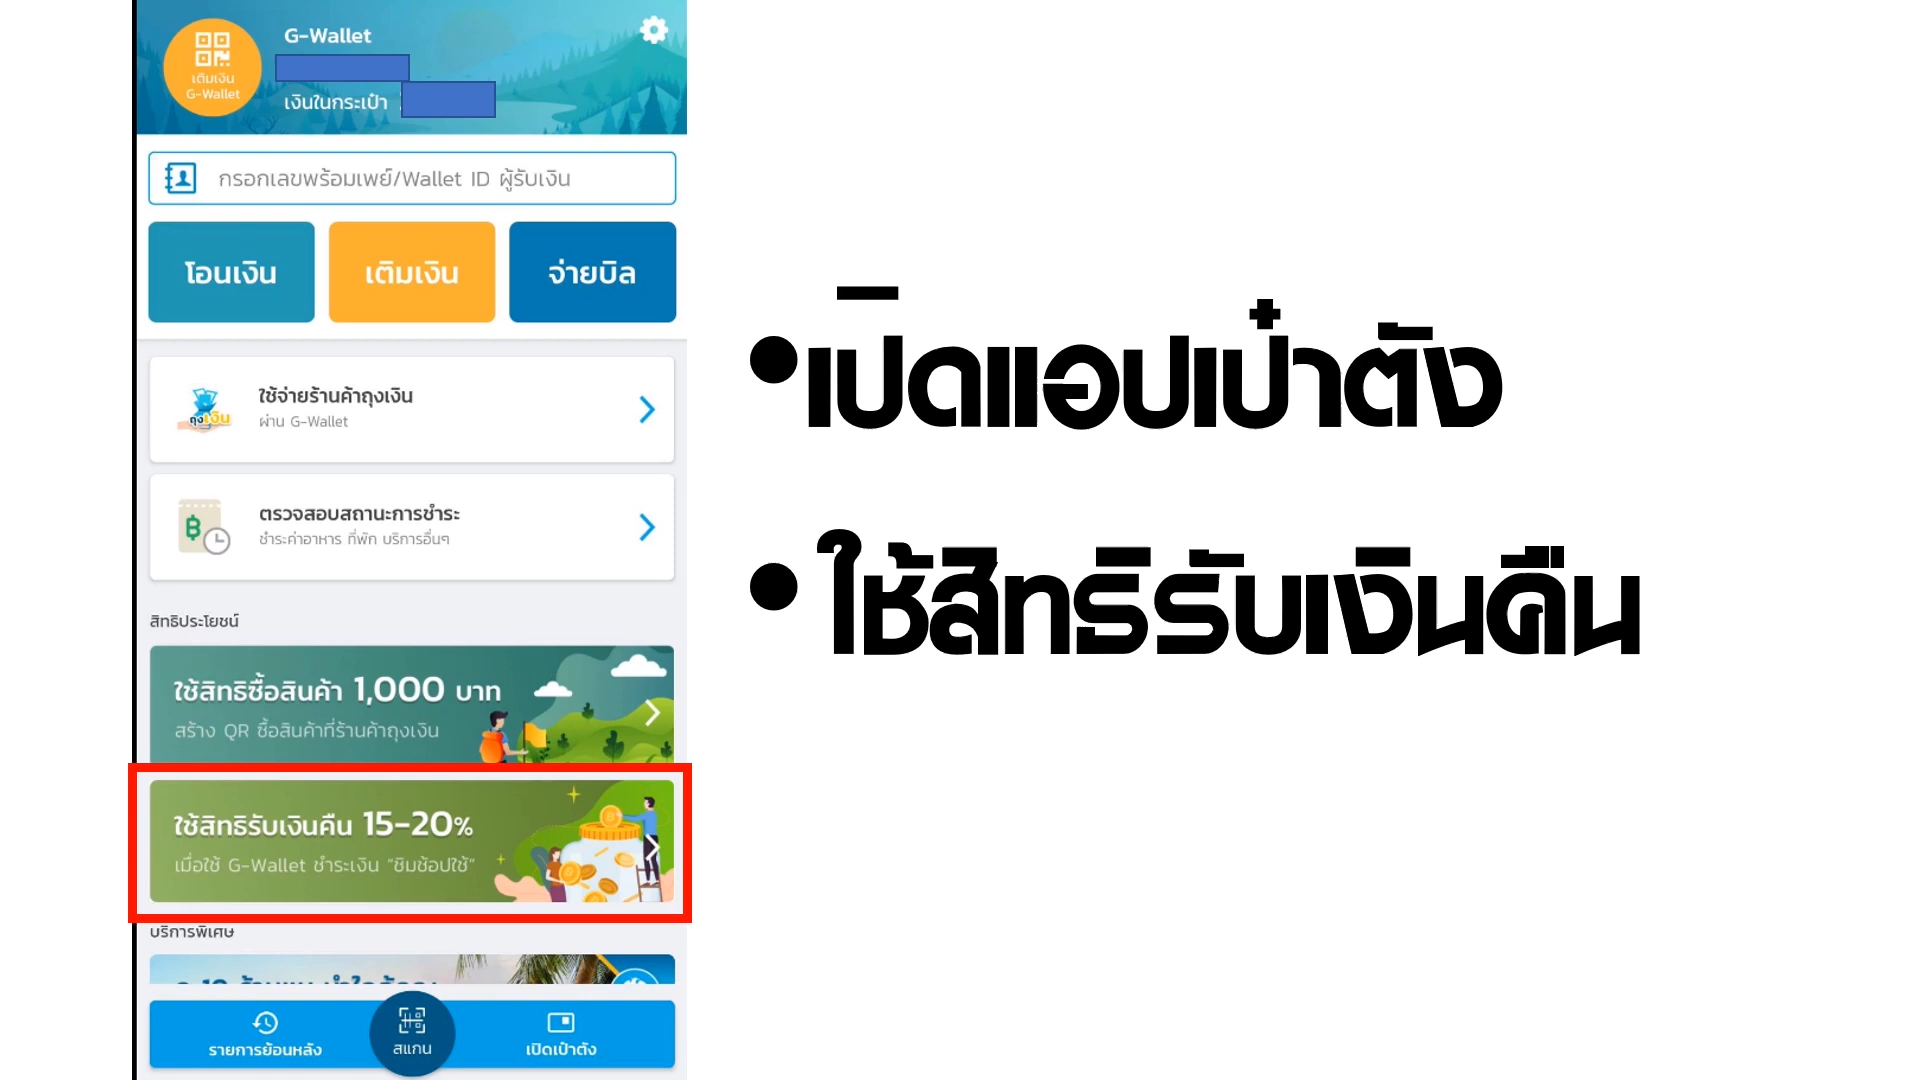 เติมเงิน
G-Wallet
G-Wallet
เงินในกระเป๋า
กรอกเลขพร้อมเพย์/Wallet ID ผู้รับเงิน
โอนเงิน
เติมเงิน
จ่ายบิล
ถุงเงิน
ใช้จ่ายร้านค้าถุงเงิน
ผ่าน G-Wallet
ตรวจสอบสถานะการชำระ
ชำระค่าอาหาร ที่พัก บริการอื่นๆ
สิทธิประโยชน์
ใช้สิทธิซื้อสินค้า 1,000 บาท
สร้าง QR ซื้อสินค้าที่ร้านค้าถุงเงิน
ใช้สิทธิรับเงินคืน 15-20%
เมื่อใช้ G-Wallet ชำระเงิน "ชิมช้อปใช้"
บริการพิเศษ
รายการย้อนหลัง
สแกน
เปิดเป๋าตัง
•เปิดแอปเป๋าตัง
• ใช้สิทธิรับเงินคืน